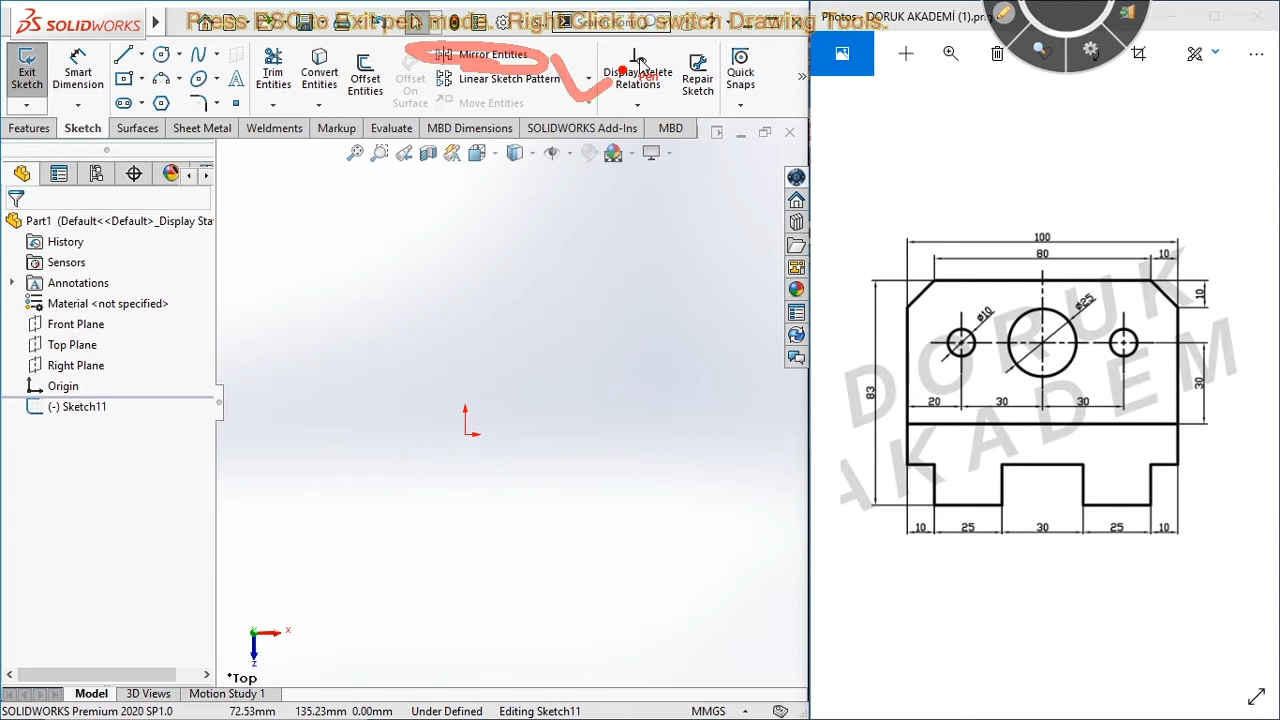 Press ESC to Exit pen mode. Right Click to switch Drawing Tools.
SOLIDWORKS
Photos - DORUK AKADEMİ (1).png
Exit Sketch
Smart Dimension
Trim Entities
Convert Entities
Offset Entities
Offset On Surface
Mirror Entities
Linear Sketch Pattern
Move Entities
Display/Delete Relations
Pen
Repair Sketch
Quick Snaps
Features
Sketch
Surfaces
Sheet Metal
Weldments
Markup
Evaluate
MBD Dimensions
SOLIDWORKS Add-Ins
MBD
Part1 (Default<<Default>_Display Sta
History
Sensors
Annotations
Material <not specified>
Front Plane
Top Plane
Right Plane
Origin
(-) Sketch11
X
Z
*Top
Model
3D Views
Motion Study 1
SOLIDWORKS Premium 2020 SP1.0
72.53mm
135.23mm
0.00mm
Under Defined
Editing Sketch11
MMGS
DORUK
AKADEM
100
80
10
10
ø10
ø25
83
30
20
30
30
10
25
30
25
10